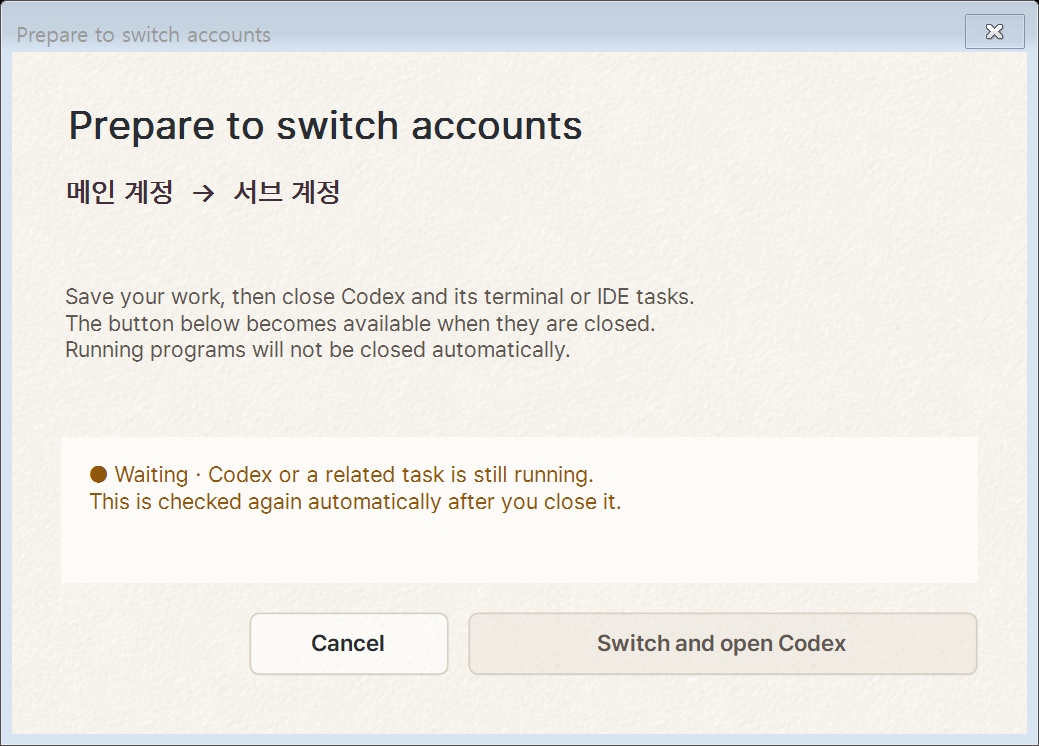 Prepare to switch accounts
Prepare to switch accounts
메인 계정 → 서브 계정
Save your work, then close Codex and its terminal or IDE tasks.
The button below becomes available when they are closed.
Running programs will not be closed automatically.
● Waiting · Codex or a related task is still running.
This is checked again automatically after you close it.
Cancel
Switch and open Codex